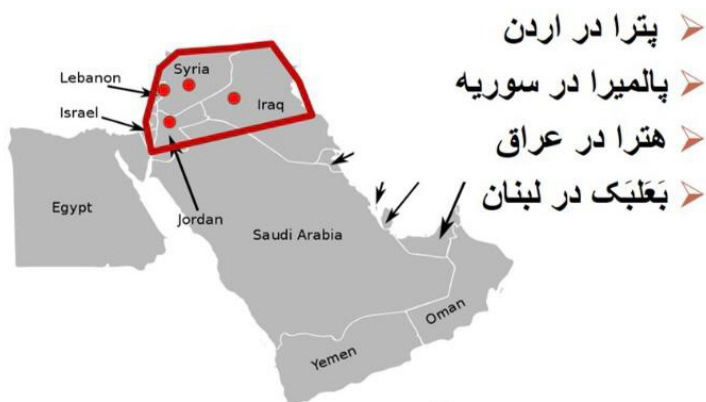 پترا در اردن
پالمیرا در سوریه
هترا در عراق
بَعَلبَک در لبنان
Lebanon
Syria
Israel
Iraq
Egypt
Jordan
Saudi Arabia
Oman
Yemen